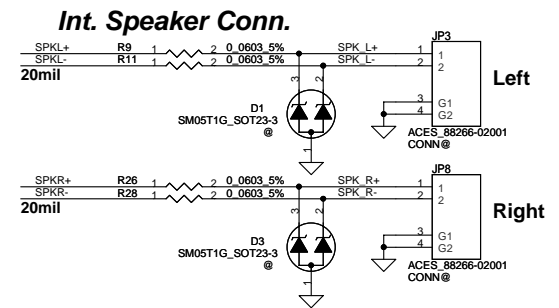 Int. Speaker Conn.
SPKL+ R9 1 2 0_0603_5% SPK_L+ 1 1 JP3
SPKL- R11 1 2 0_0603_5% SPK_L- 2 2
20mil
Left
3 2
D1
SM05T1G_SOT23-3
@
1
3 G1
4 G2
ACES_88266-02001
CONN@
SPKR+ R26 1 2 0_0603_5% SPK_R+ 1 1 JP8
SPKR- R28 1 2 0_0603_5% SPK_R- 2 2
20mil
Right
3 2
D3
SM05T1G_SOT23-3
@
1
3 G1
4 G2
ACES_88266-02001
CONN@